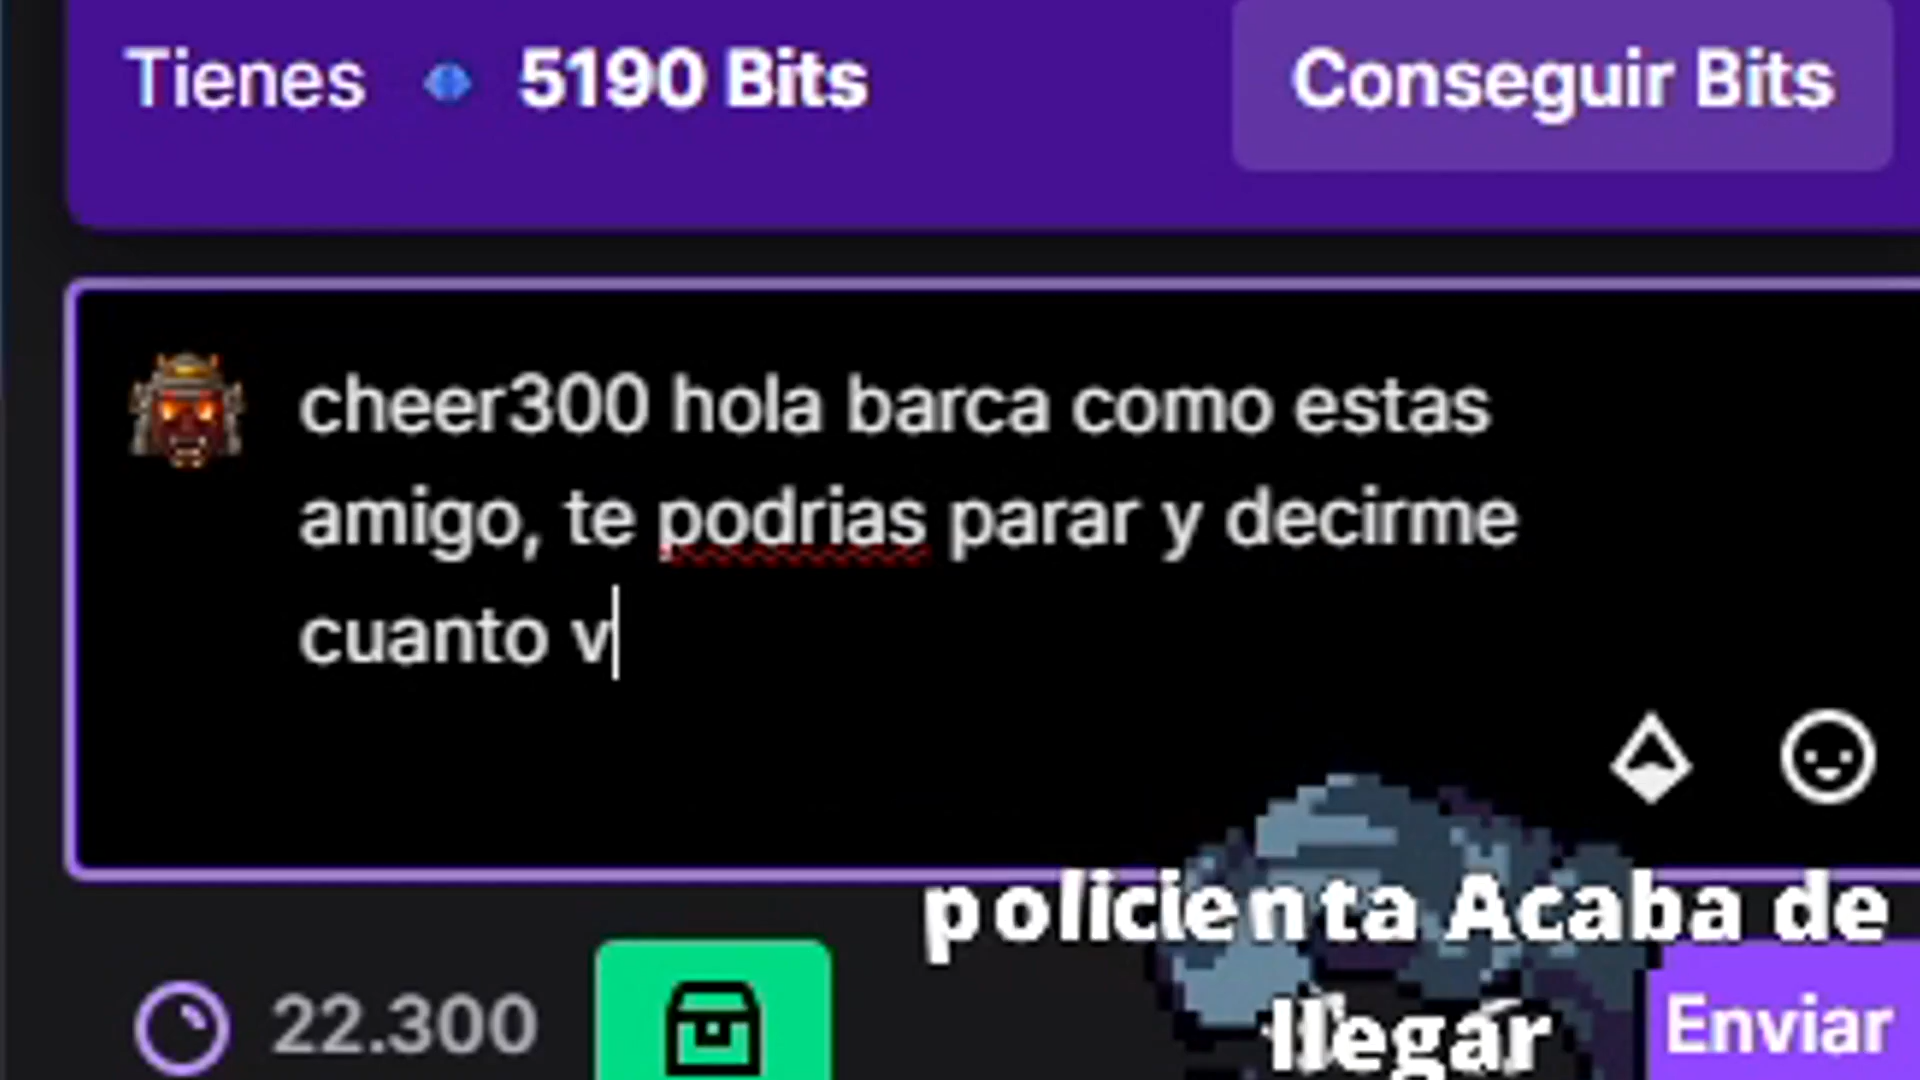 Tienes 5190 Bits
Conseguir Bits
cheer300 hola barca como estas
amigo, te podrias parar y decirme
cuanto v
policienta Acaba de
llegar
22.300
Enviar